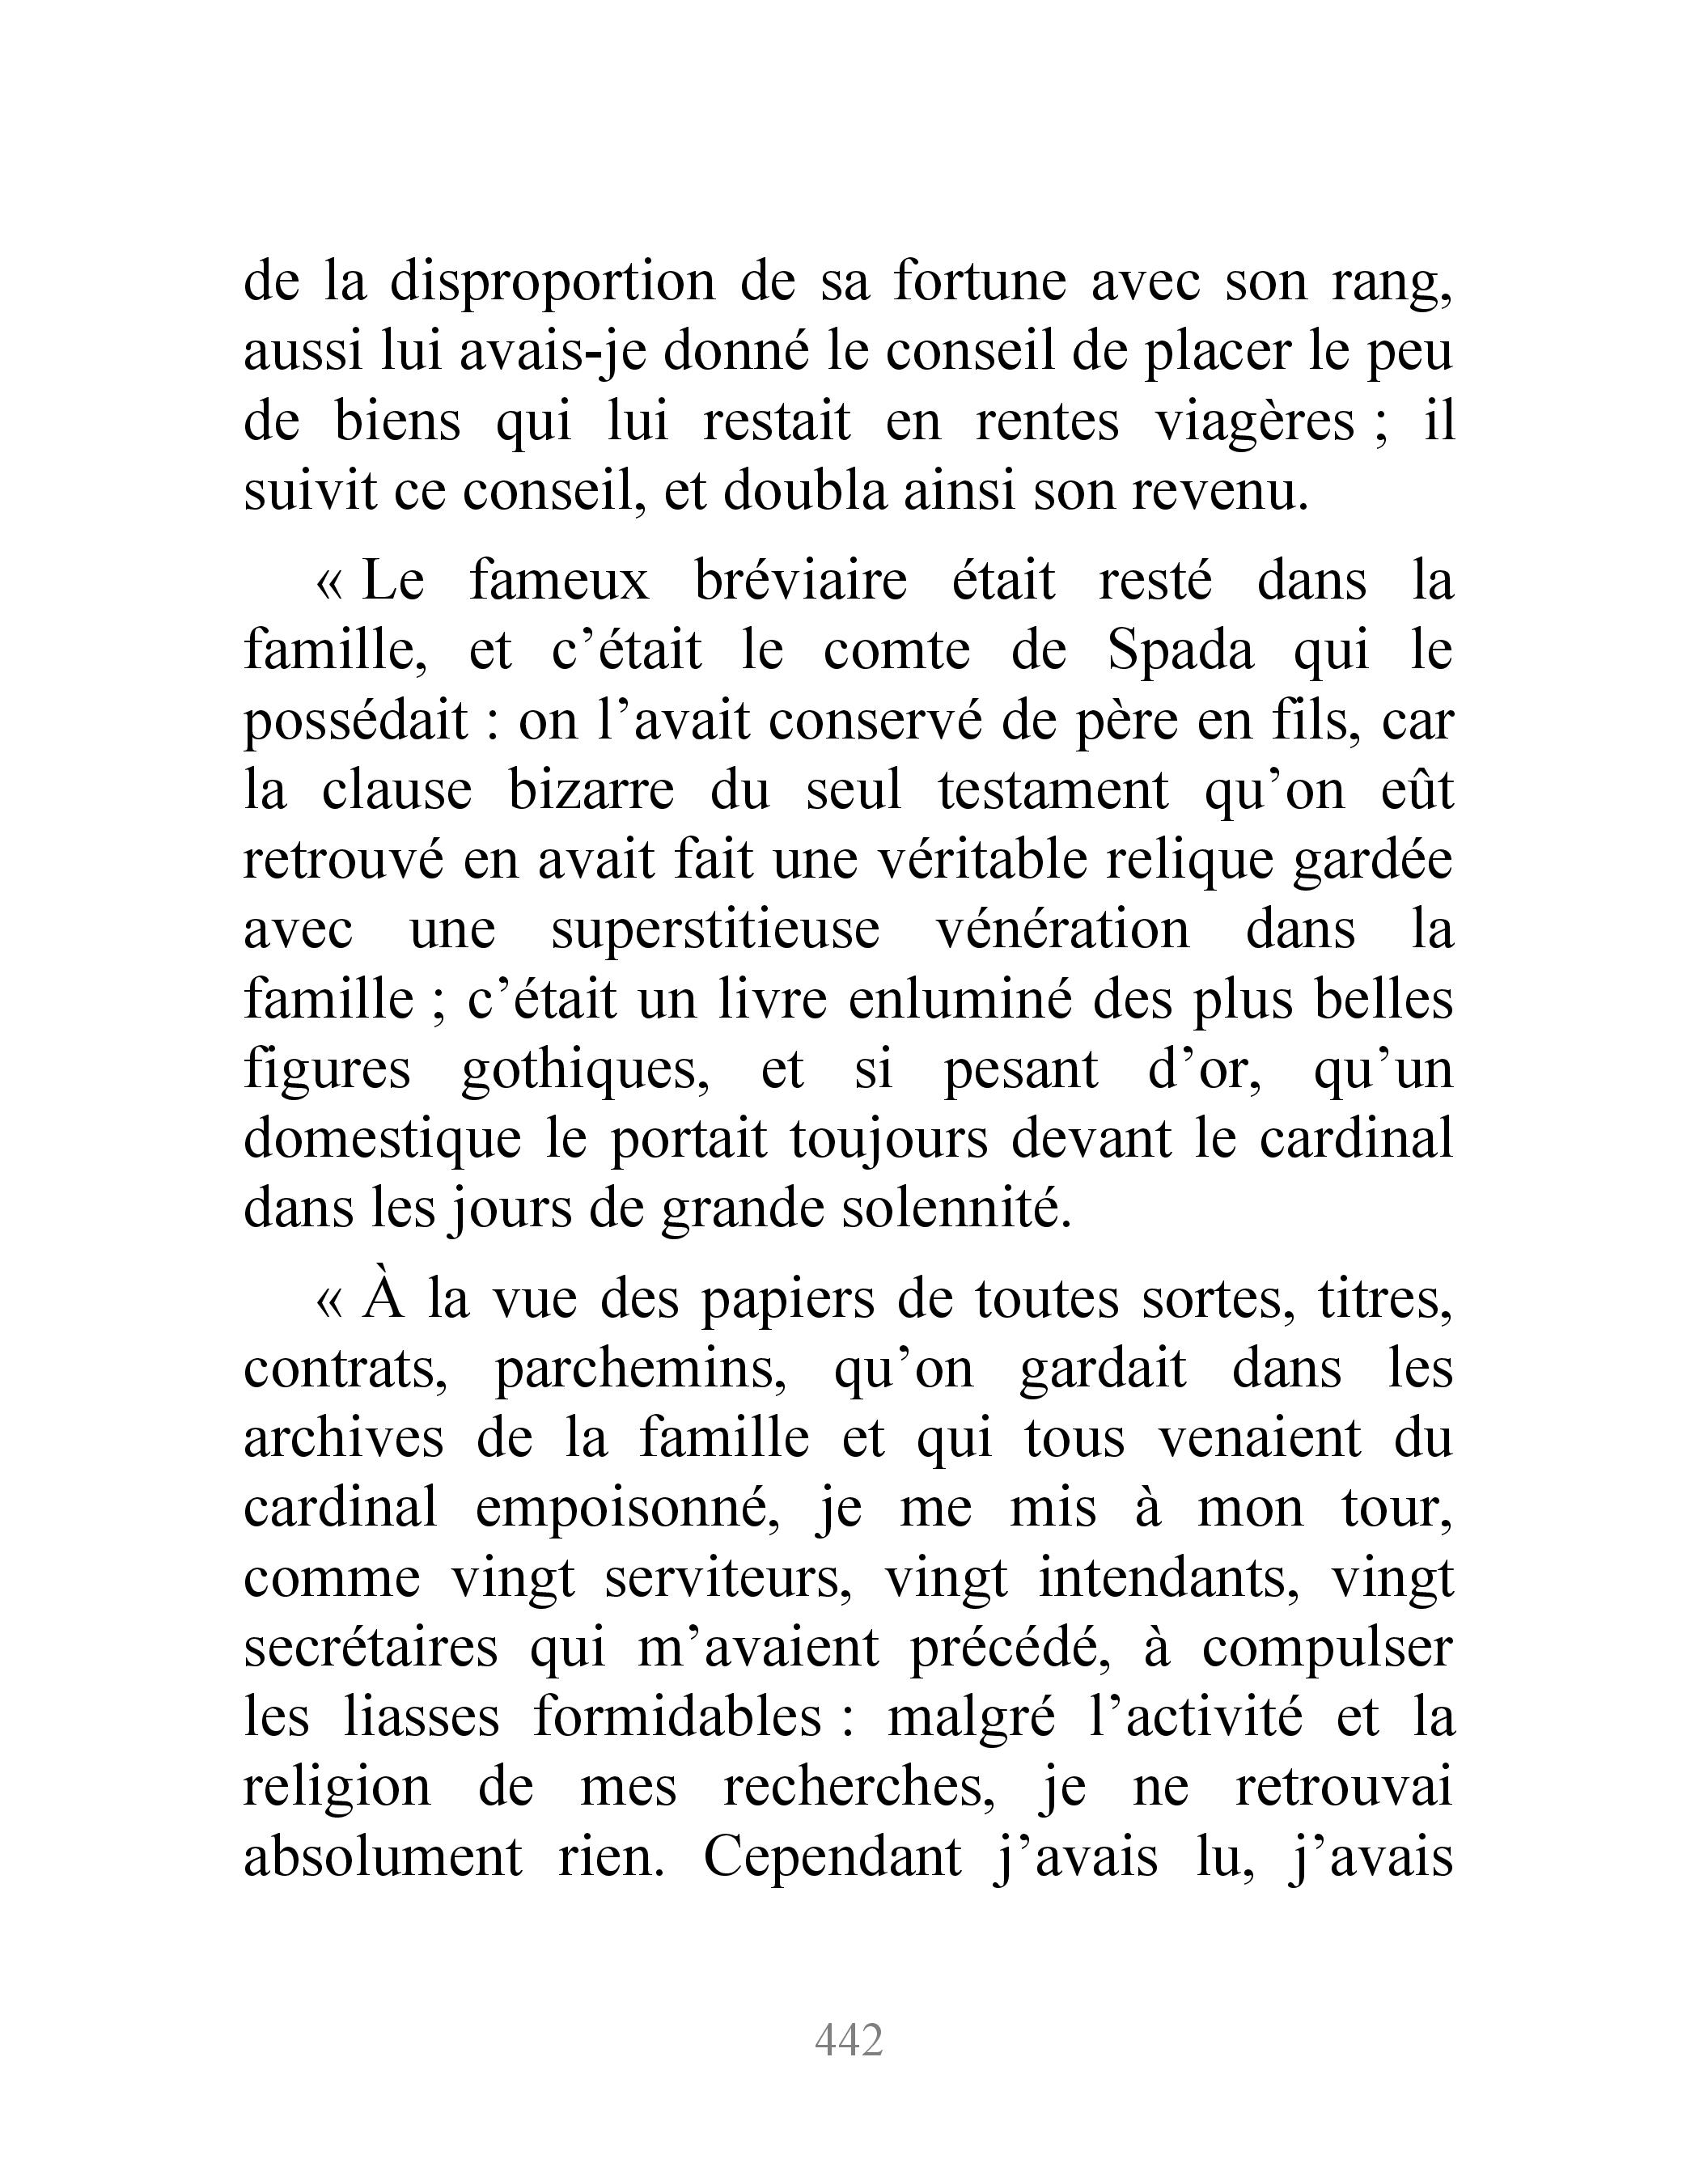 de la disproportion de sa fortune avec son rang,
aussi lui avais-je donné le conseil de placer le peu
de biens qui lui restait en rentes viagères ; il
suivit ce conseil, et doubla ainsi son revenu.
« Le fameux bréviaire était resté dans la
famille, et c’était le comte de Spada qui le
possédait : on l’avait conservé de père en fils, car
la clause bizarre du seul testament qu’on eût
retrouvé en avait fait une véritable relique gardée
avec une superstitieuse vénération dans la
famille ; c’était un livre enluminé des plus belles
figures gothiques, et si pesant d’or, qu’un
domestique le portait toujours devant le cardinal
dans les jours de grande solennité.
« À la vue des papiers de toutes sortes, titres,
contrats, parchemins, qu’on gardait dans les
archives de la famille et qui tous venaient du
cardinal empoisonné, je me mis à mon tour,
comme vingt serviteurs, vingt intendants, vingt
secrétaires qui m’avaient précédé, à compulser
les liasses formidables : malgré l’activité et la
religion de mes recherches, je ne retrouvai
absolument rien. Cependant j’avais lu, j’avais
442